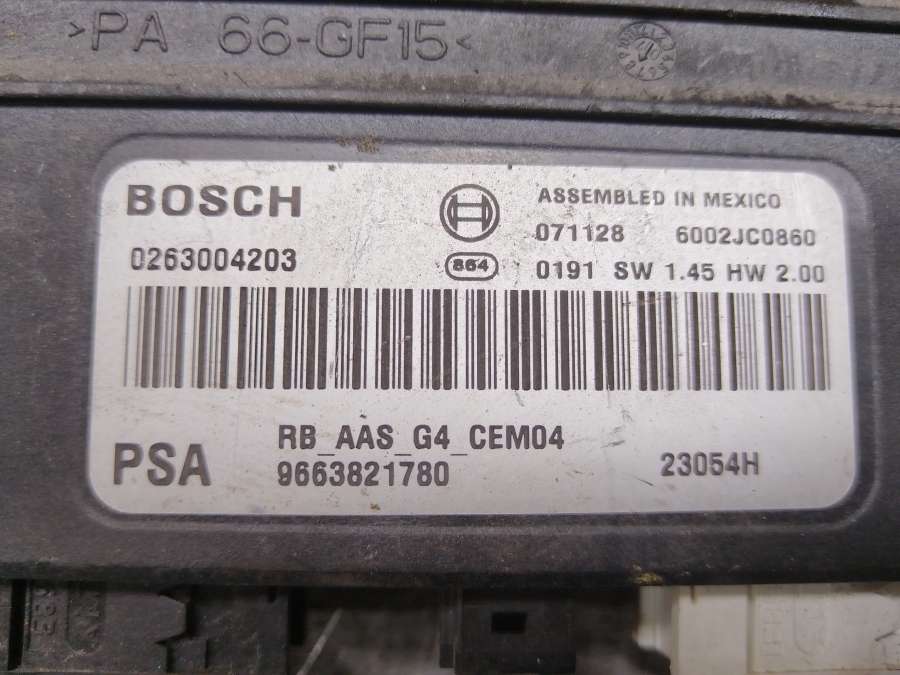 >PA 66-GF15<
BOSCH
ASSEMBLED IN MEXICO
071128 6002JC0860
0263004203
864
0191 SW 1.45 HW 2.00
RB_AAS_G4_CEM04
PSA
9663821780
23054H